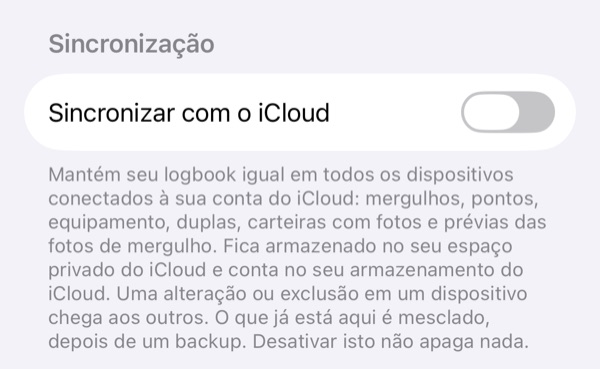 Sincronização
Sincronizar com o iCloud
Mantém seu logbook igual em todos os dispositivos
conectados à sua conta do iCloud: mergulhos, pontos,
equipamento, duplas, carteiras com fotos e prévias das
fotos de mergulho. Fica armazenado no seu espaço
privado do iCloud e conta no seu armazenamento do
iCloud. Uma alteração ou exclusão em um dispositivo
chega aos outros. O que já está aqui é mesclado,
depois de um backup. Desativar isto não apaga nada.